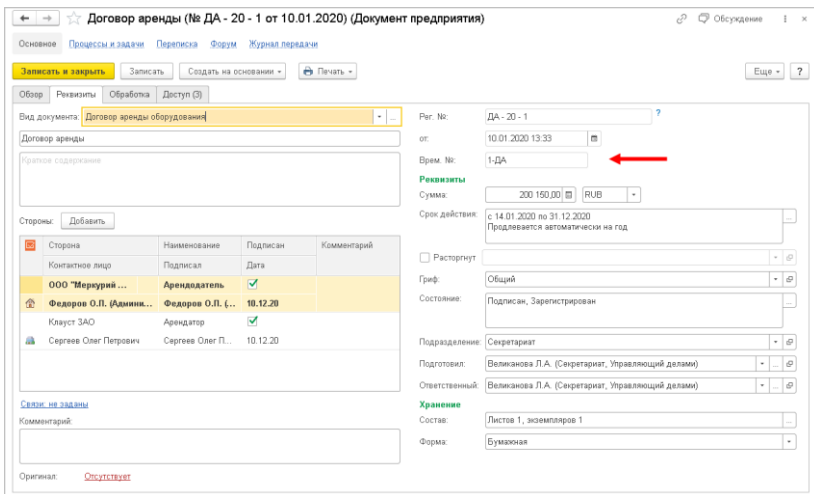 Договор аренды (№ ДА - 20 - 1 от 10.01.2020) (Документ предприятия)
Обсуждение
Основное Процессы и задачи Переписка Форум Журнал передачи
Записать и закрыть Записать Создать на основании Печать Еще ?
Обзор Реквизиты Обработка Доступ (3)
Вид документа: Договор аренды оборудования ...
Договор аренды
Краткое содержание
Стороны: Добавить
Сторона Наименование Подписан Комментарий
Контактное лицо Подписал Дата
ООО "Меркурий ... Арендодатель
Федоров О.П. (Админи... Федоров О.П. (... 10.12.20
Клауст ЗАО Арендатор
Сергеев Олег Петрович Сергеев Олег П... 10.12.20
Связи: не заданы
Комментарий:
Оригинал: Отсутствует
Рег. №: ДА - 20 - 1 ?
от: 10.01.2020 13:33
Врем. №: 1-ДА
Реквизиты
Сумма: 200 150,00 RUB
Срок действия: с 14.01.2020 по 31.12.2020 ...
Продлевается автоматически на год
Расторгнут
Гриф: Общий
Состояние: Подписан, Зарегистрирован ...
Подразделение: Секретариат
Подготовил: Великанова Л.А. (Секретариат, Управляющий делами) ...
Ответственный: Великанова Л.А. (Секретариат, Управляющий делами) ...
Хранение
Состав: Листов 1, экземпляров 1 ...
Форма: Бумажная